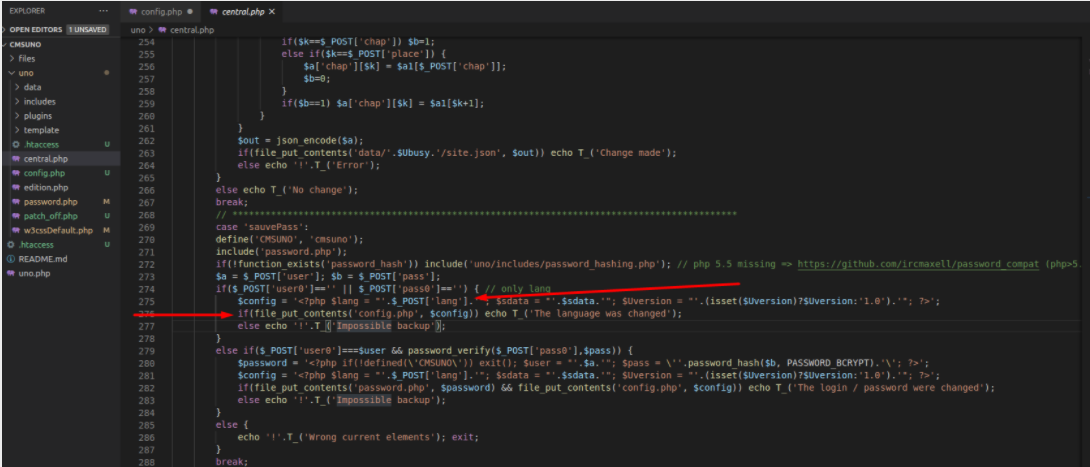 EXPLORER
···
config.php ●
central.php ×
OPEN EDITORS 1 UNSAVED
uno > central.php
CMSUNO
> files
uno
> data
> includes
> plugins
> template
.htaccess U
central.php
config.php U
edition.php
password.php M
patch_off.php U
w3cssDefault.php M
.htaccess U
README.md
uno.php
254 if($k==$_POST['chap']) $b=1;
255 else if($k==$_POST['place']) {
256 $a['chap'][$k] = $a1[$_POST['chap']];
257 $b=0;
258 }
259 if($b==1) $a['chap'][$k] = $a1[$k+1];
260 }
261 }
262 $out = json_encode($a);
263 if(file_put_contents('data/'.$Ubusy.'/site.json', $out)) echo T_('Change made');
264 else echo '!'.T_('Error');
265 }
266 else echo T_('No change');
267 break;
268 // ********************************************************************************************
269 case 'sauvePass':
270 define('CMSUNO', 'cmsuno');
271 include('password.php');
272 if(!function_exists('password_hash')) include('uno/includes/password_hashing.php'); // php 5.5 missing => https://github.com/ircmaxell/password_compat (php>5.
273 $a = $_POST['user']; $b = $_POST['pass'];
274 if($_POST['user0']=='' || $_POST['pass0']=='') { // only lang
275 $config = '<?php $lang = "'.$_POST['lang'].'"; $sdata = "'.$sdata.'"; $Uversion = "'.(isset($Uversion)?$Uversion:'1.0').'"; ?>';
276 if(file_put_contents('config.php', $config)) echo T_('The language was changed');
277 else echo '!'.T_('Impossible backup');
278 }
279 else if($_POST['user0']===$user && password_verify($_POST['pass0'],$pass)) {
280 $password = '<?php if(!defined(\'CMSUNO\')) exit(); $user = "'.$a.'"; $pass = \''.password_hash($b, PASSWORD_BCRYPT).'\'; ?>';
281 $config = '<?php $lang = "'.$_POST['lang'].'"; $sdata = "'.$sdata.'"; $Uversion = "'.(isset($Uversion)?$Uversion:'1.0').'"; ?>';
282 if(file_put_contents('password.php', $password) && file_put_contents('config.php', $config)) echo T_('The login / password were changed');
283 else echo '!'.T_('Impossible backup');
284 }
285 else {
286 echo '!'.T_('Wrong current elements'); exit;
287 }
288 break;